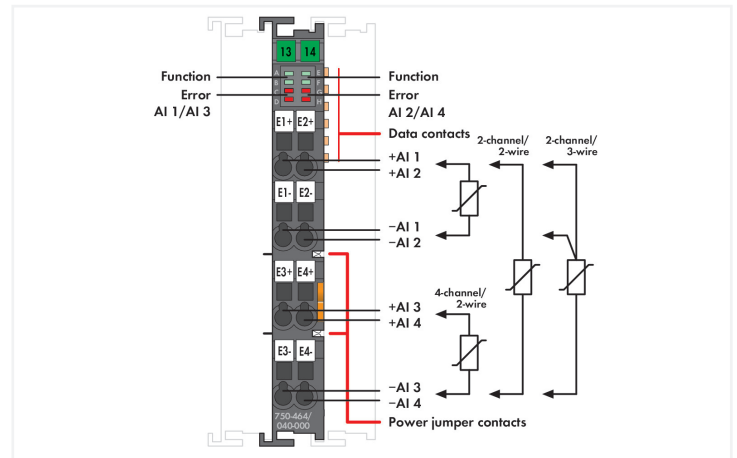 13 14
A E
B F
C G
D H
Function
Error
AI 1/AI 3
Function
Error
AI 2/AI 4
Data contacts
E1+ E2+
+AI 1
+AI 2
E1- E2-
−AI 1
−AI 2
E3+ E4+
+AI 3
+AI 4
E3- E4-
−AI 3
−AI 4
750-464/
040-000
Power jumper contacts
2-channel/
2-wire
2-channel/
3-wire
4-channel/
2-wire